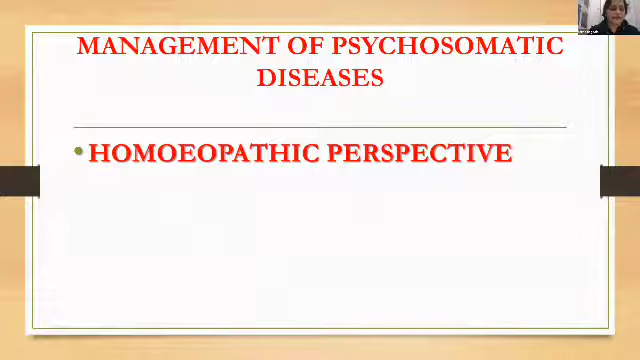 MANAGEMENT OF PSYCHOSOMATIC
DISEASES
• HOMOEOPATHIC PERSPECTIVE